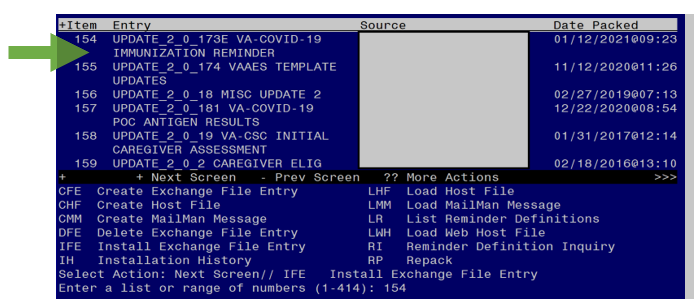 +Item  Entry  Source  Date Packed
154  UPDATE_2_0_173E VA-COVID-19  01/12/2021@09:23
IMMUNIZATION REMINDER
155  UPDATE_2_0_174 VAAES TEMPLATE  11/12/2020@11:26
UPDATES
156  UPDATE_2_0_18 MISC UPDATE 2  02/27/2019@07:13
157  UPDATE_2_0_181 VA-COVID-19  12/22/2020@08:54
POC ANTIGEN RESULTS
158  UPDATE_2_0_19 VA-CSC INITIAL  01/31/2017@12:14
CAREGIVER ASSESSMENT
159  UPDATE_2_0_2 CAREGIVER ELIG  02/18/2016@13:10
+  + Next Screen  - Prev Screen  ?? More Actions  >>>
CFE  Create Exchange File Entry  LHF  Load Host File
CHF  Create Host File  LMM  Load MailMan Message
CMM  Create MailMan Message  LR  List Reminder Definitions
DFE  Delete Exchange File Entry  LWH  Load Web Host File
IFE  Install Exchange File Entry  RI  Reminder Definition Inquiry
IH  Installation History  RP  Repack
Select Action: Next Screen// IFE  Install Exchange File Entry
Enter a list or range of numbers (1-414): 154